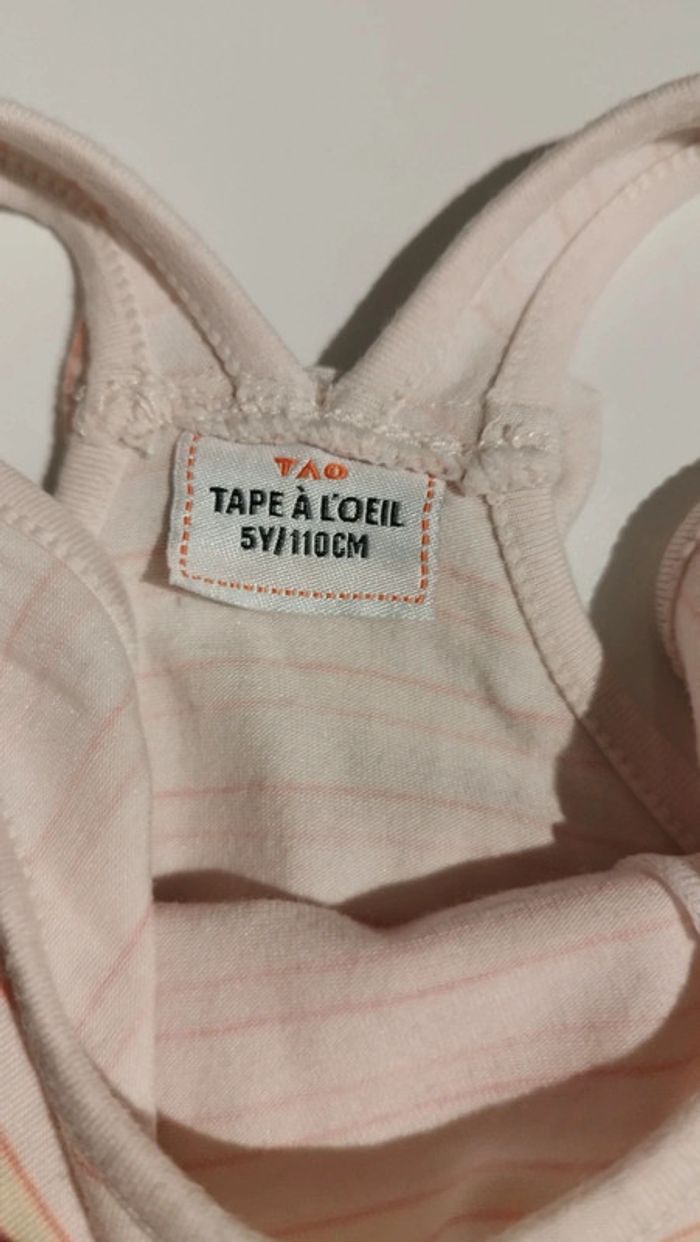 TAO
TAPE À L'OEIL
5Y/110CM